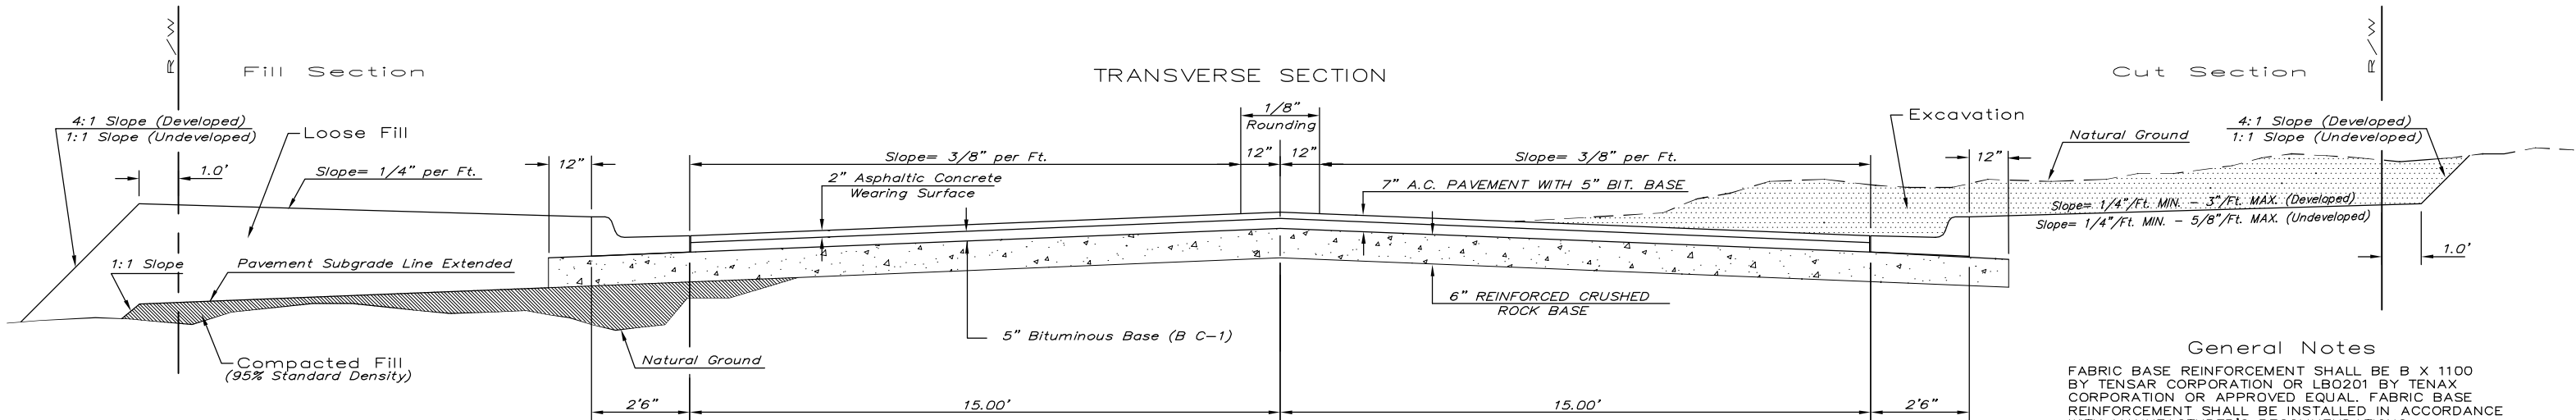 R/W
R/W
Fill Section
TRANSVERSE SECTION
Cut Section
4:1 Slope (Developed)
1:1 Slope (Undeveloped)
Loose Fill
1/8"
Rounding
Excavation
Natural Ground
4:1 Slope (Developed)
1:1 Slope (Undeveloped)
1.0'
Slope= 1/4" per Ft.
12"
Slope= 3/8" per Ft.
12"
12"
Slope= 3/8" per Ft.
12"
2" Asphaltic Concrete
Wearing Surface
7" A.C. PAVEMENT WITH 5" BIT. BASE
Slope= 1/4"/Ft. MIN. - 3"/Ft. MAX. (Developed)
Slope= 1/4"/Ft. MIN. - 5/8"/Ft. MAX. (Undeveloped)
1:1 Slope
Pavement Subgrade Line Extended
1.0'
6" REINFORCED CRUSHED
ROCK BASE
5" Bituminous Base (B C-1)
Compacted Fill
(95% Standard Density)
Natural Ground
2'6"
15.00'
15.00'
2'6"
General Notes
FABRIC BASE REINFORCEMENT SHALL BE B X 1100
BY TENSAR CORPORATION OR LBO201 BY TENAX
CORPORATION OR APPROVED EQUAL. FABRIC BASE
REINFORCEMENT SHALL BE INSTALLED IN ACCORDANCE